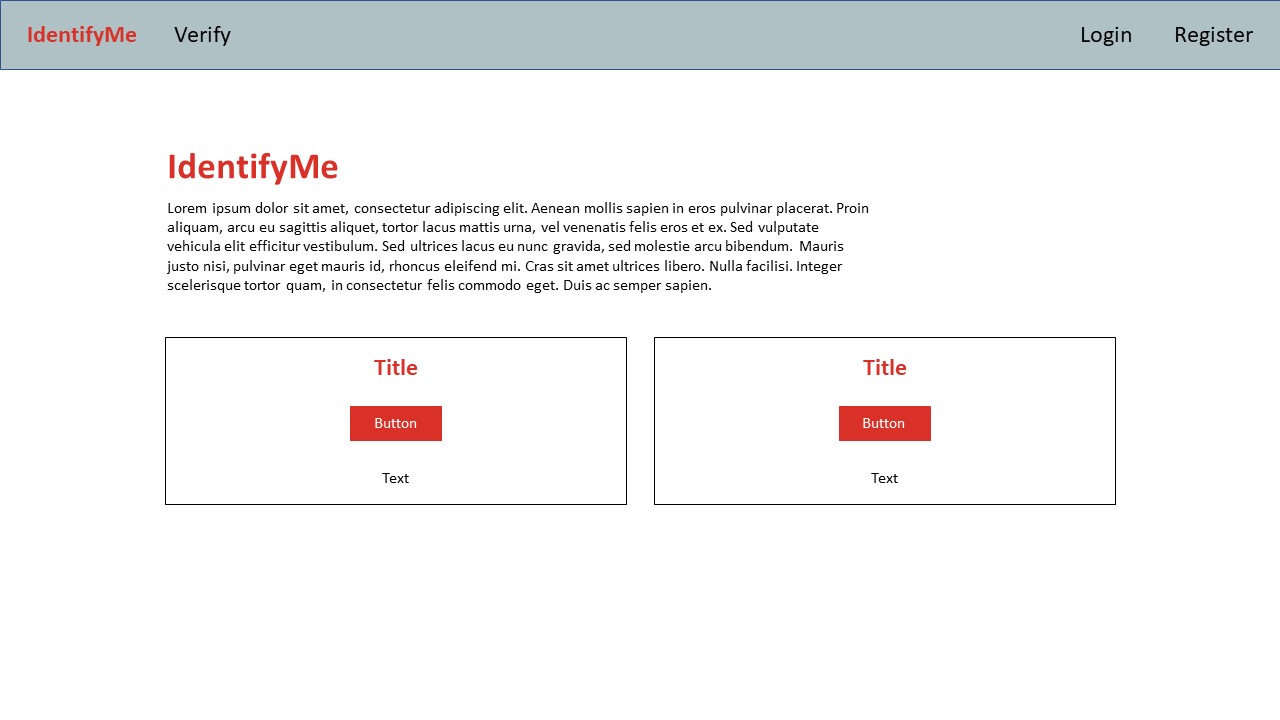 IdentifyMe Verify Login Register
IdentifyMe
Lorem ipsum dolor sit amet, consectetur adipiscing elit. Aenean mollis sapien in eros pulvinar placerat. Proin
aliquam, arcu eu sagittis aliquet, tortor lacus mattis urna, vel venenatis felis eros et ex. Sed vulputate
vehicula elit efficitur vestibulum. Sed ultrices lacus eu nunc gravida, sed molestie arcu bibendum. Mauris
justo nisi, pulvinar eget mauris id, rhoncus eleifend mi. Cras sit amet ultrices libero. Nulla facilisi. Integer
scelerisque tortor quam, in consectetur felis commodo eget. Duis ac semper sapien.
Title
Button
Text
Title
Button
Text